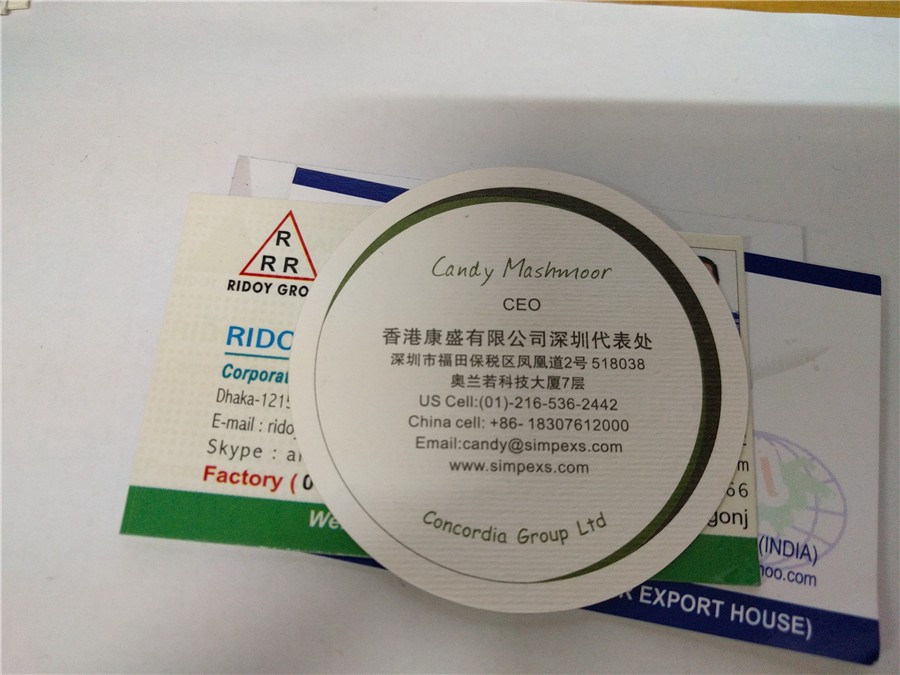 R
R R
RIDOY GRO
RIDO
Corporat
Dhaka-1215
E-mail : rido
Skype :
Factory ( 0
We
Candy Mashmoor
CEO
香港康盛有限公司深圳代表处
深圳市福田保税区凤凰道2号 518038
奥兰若科技大厦7层
US Cell:(01)-216-536-2442
China cell: +86- 18307612000
Email:candy@simpexs.com
www.simpexs.com
Concordia Group Ltd
m
66
gonj
(INDIA)
hoo.com
R EXPORT HOUSE)